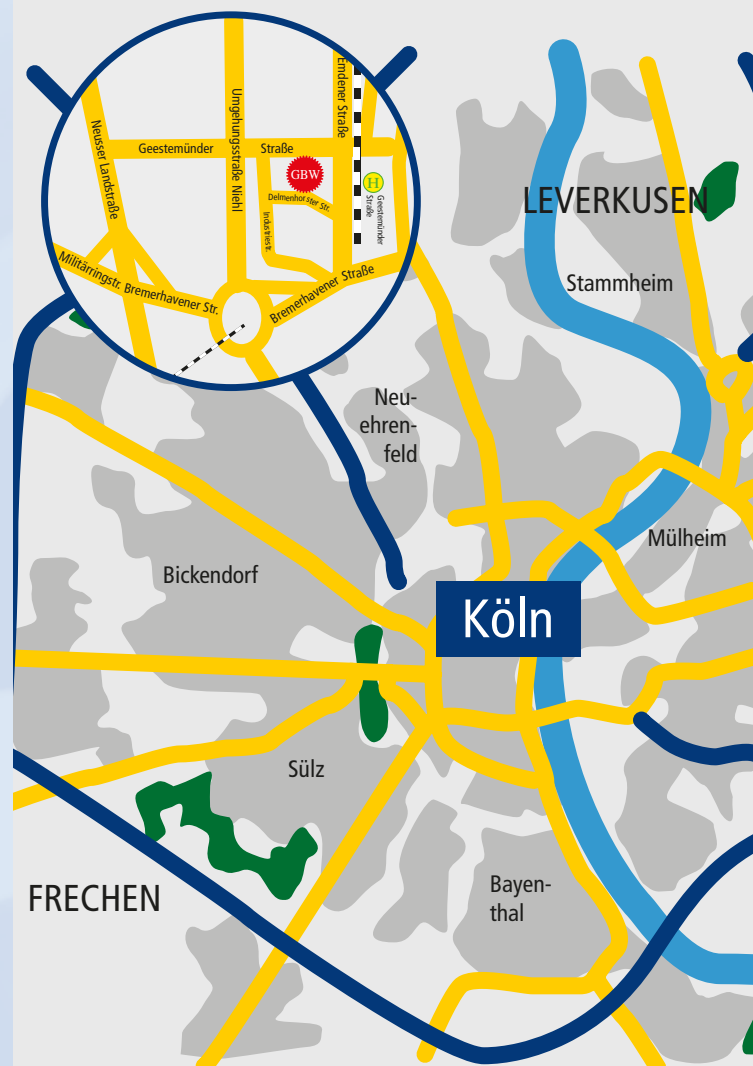 Emdener Straße
Neusser Landstraße
Umgehungsstraße Niehl
Geestemünder Straße
GBW
H
Geestemünder
Straße
Delmenhorster Str.
Industriestr.
Militärringstr. Bremerhavener Str.
Bremerhavener Straße
LEVERKUSEN
Stammheim
Neu-
ehren-
feld
Mülheim
Bickendorf
Köln
Sülz
Bayen-
thal
FRECHEN